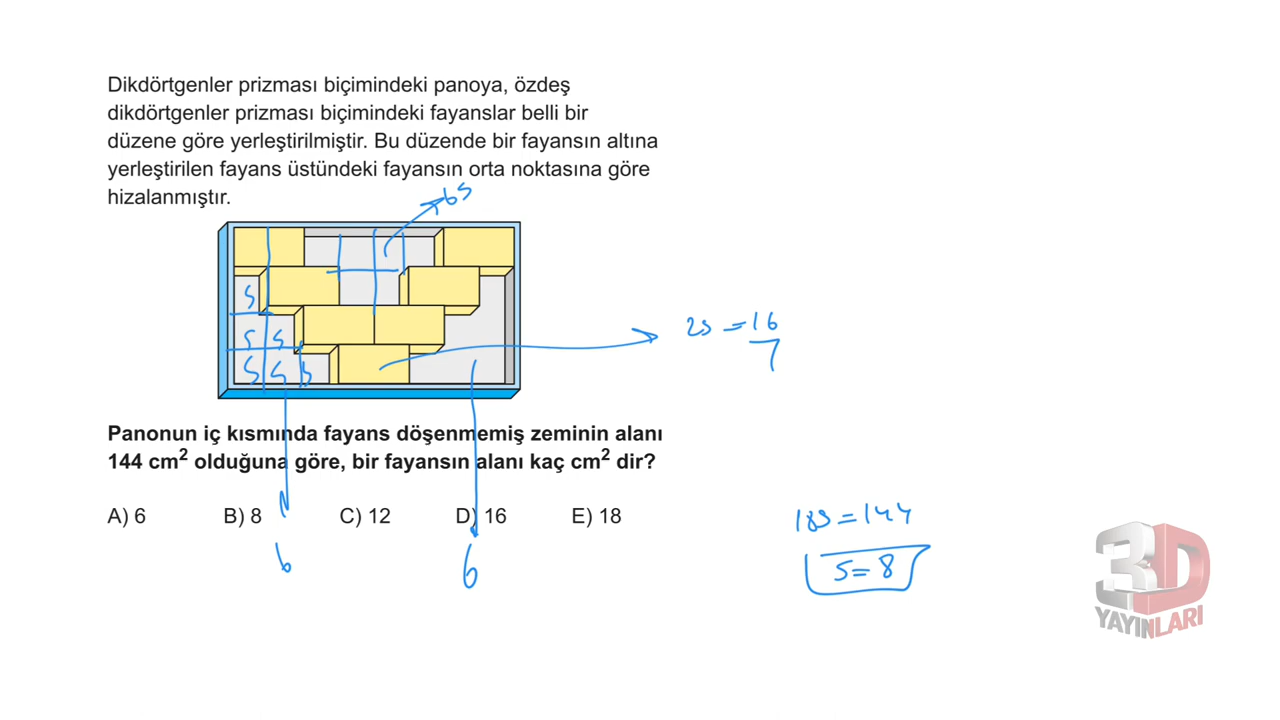 Dikdörtgenler prizması biçimindeki panoya, özdeş
dikdörtgenler prizması biçimindeki fayanslar belli bir
düzene göre yerleştirilmiştir. Bu düzende bir fayansın altına
yerleştirilen fayans üstündeki fayansın orta noktasına göre
hizalanmıştır.
6S
S
S S
S S S
2S = 16
Panonun iç kısmında fayans döşenmemiş zeminin alanı
144 cm² olduğuna göre, bir fayansın alanı kaç cm² dir?
A) 6 B) 8 C) 12 D) 16 E) 18
6 6
18S = 144
S = 8
3D
YAYINLARI